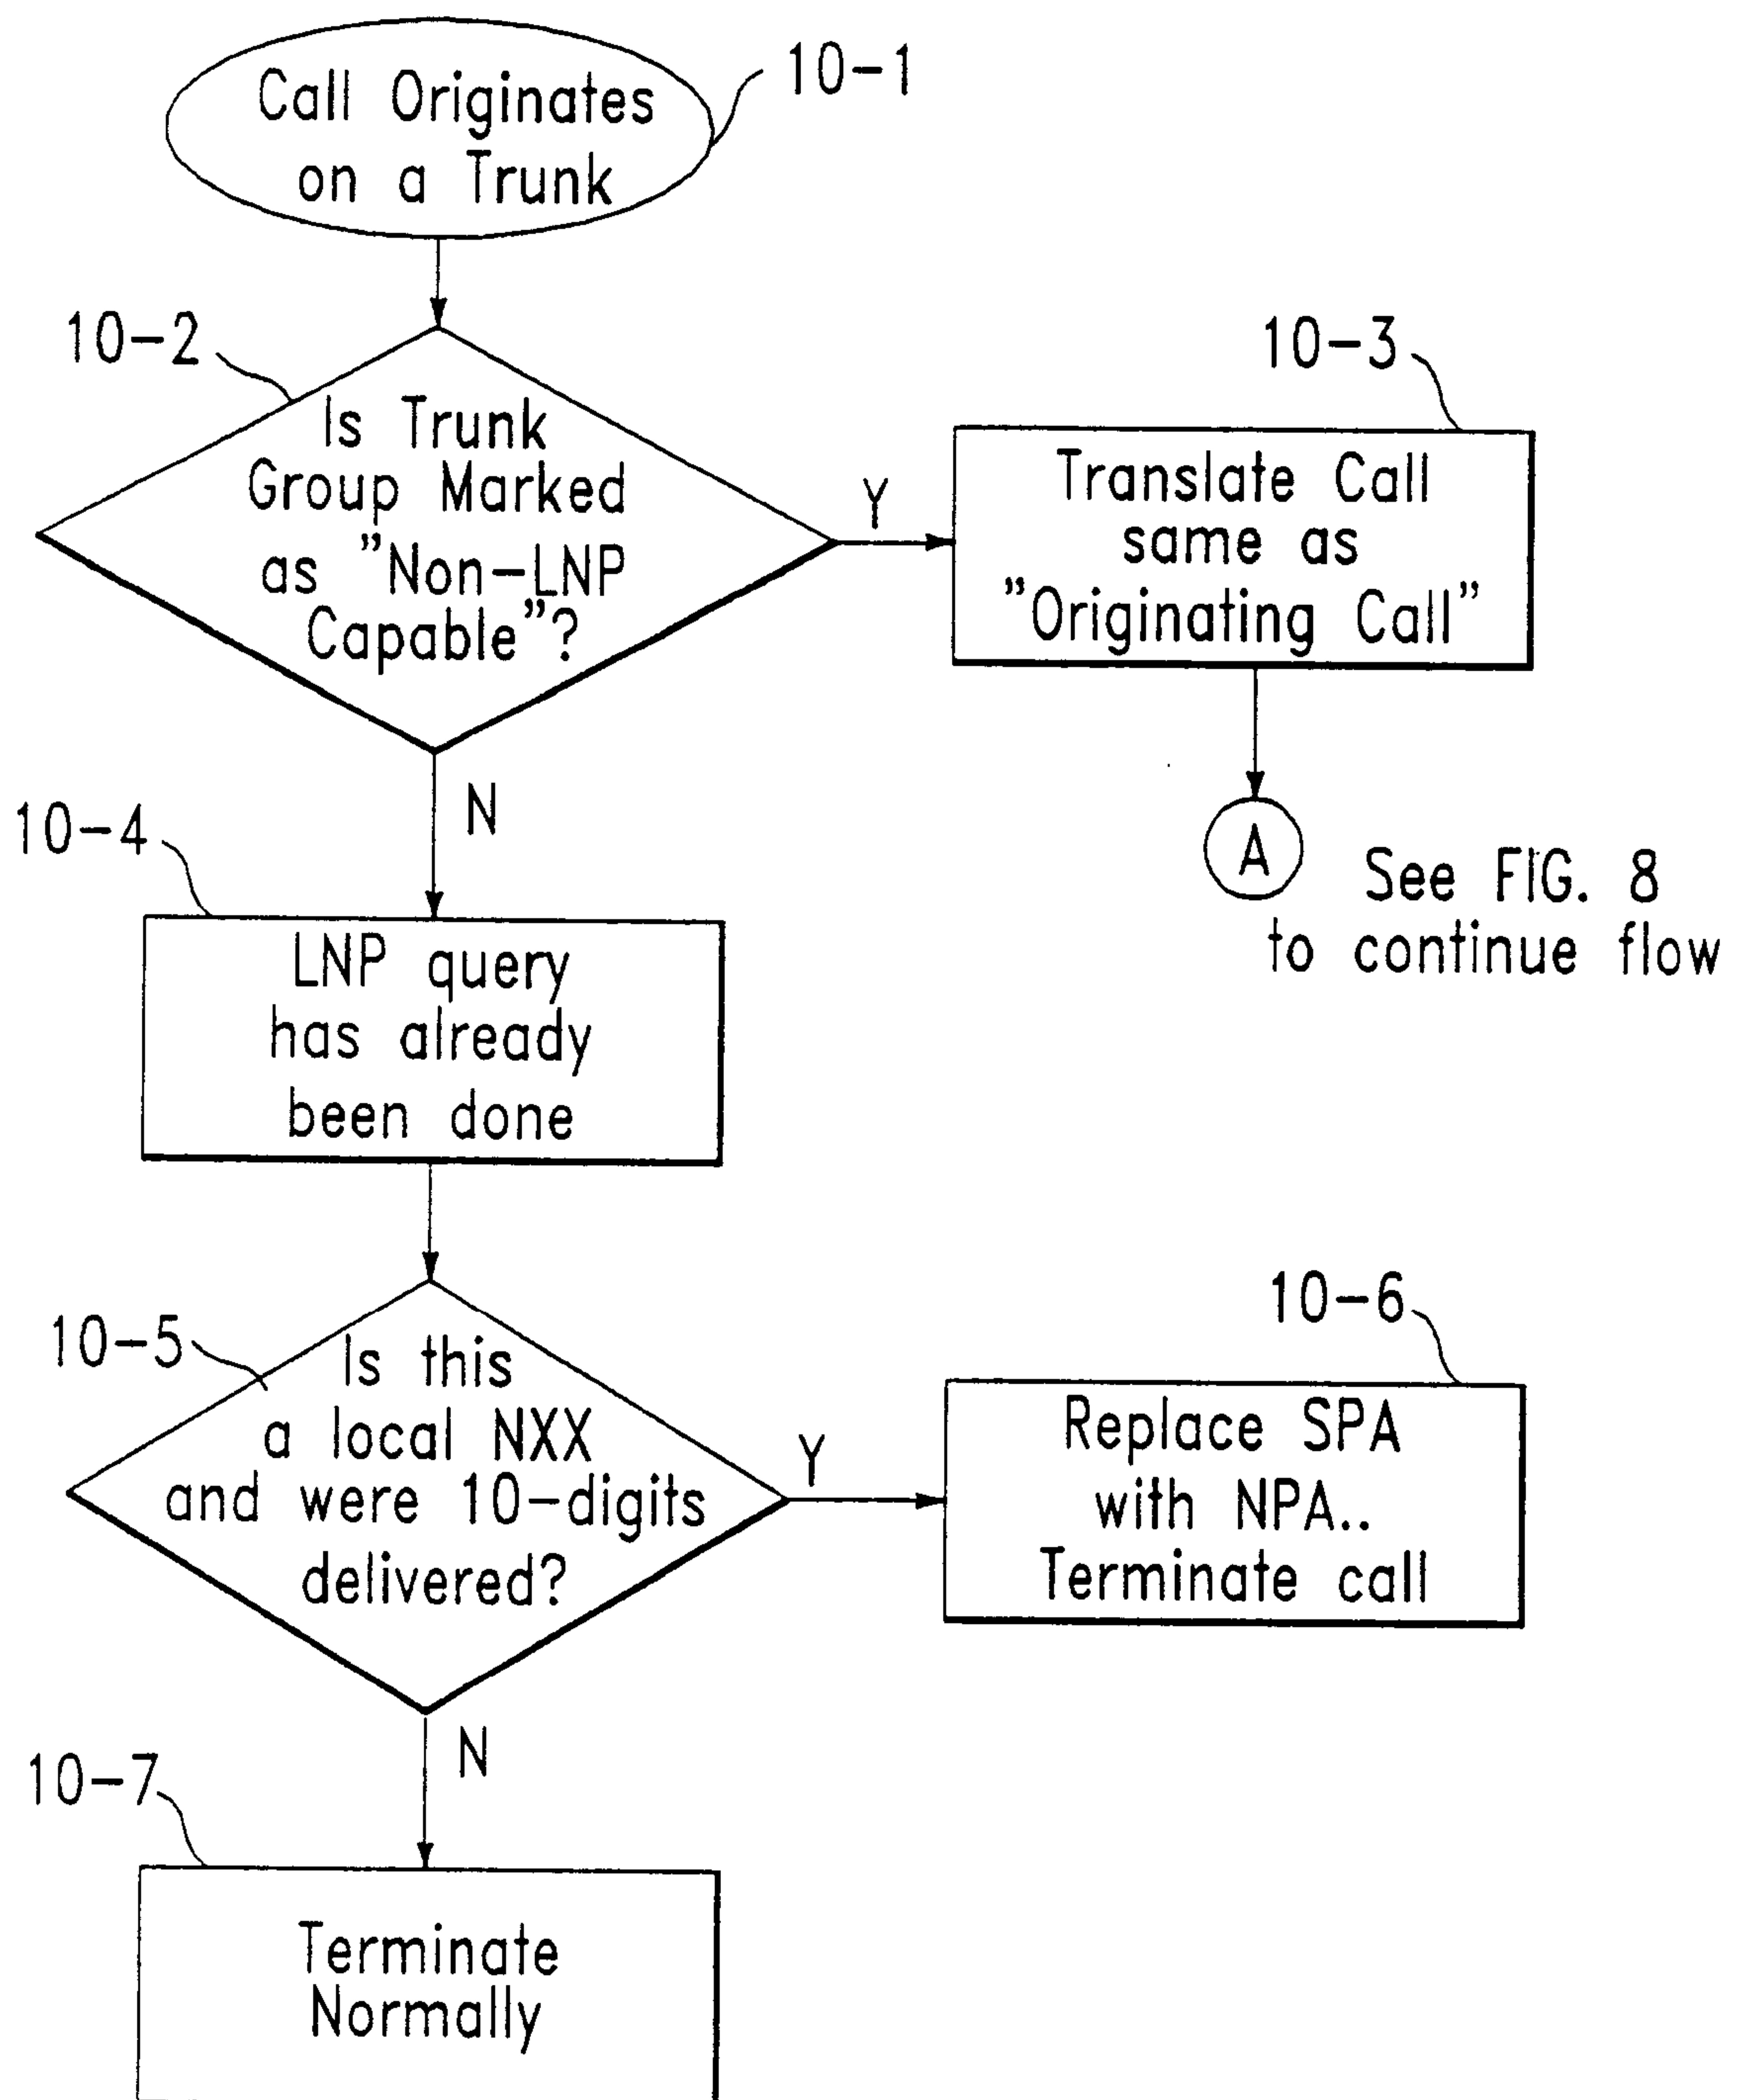 Call Originates
on a Trunk
10-1
10-2
Is Trunk
Group Marked
as "Non-LNP
Capable"?
Y
10-3
Translate Call
same as
"Originating Call"
A
See FIG. 8
to continue flow
N
10-4
LNP query
has already
been done
10-5
Is this
a local NXX
and were 10-digits
delivered?
Y
10-6
Replace SPA
with NPA..
Terminate call
N
10-7
Terminate
Normally